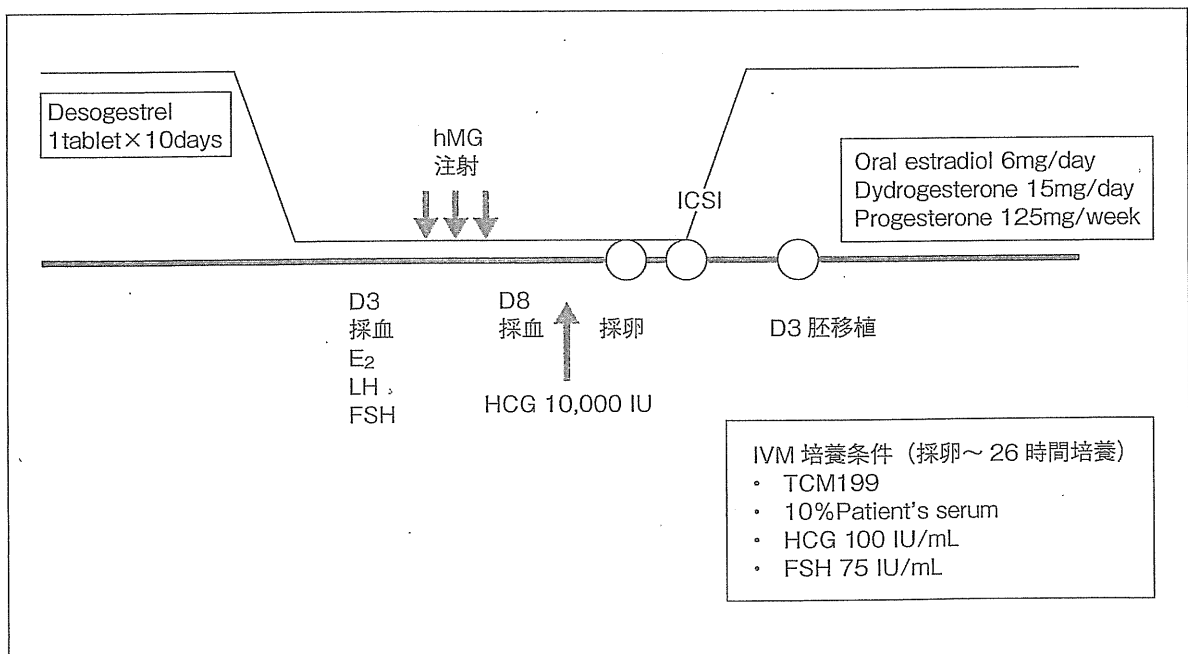 Desogestrel
1tablet×10days
hMG
注射
ICSI
Oral estradiol 6mg/day
Dydrogesterone 15mg/day
Progesterone 125mg/week
D3
採血
E₂
LH
FSH
D8
採血
採卵
HCG 10,000 IU
D3 胚移植
IVM 培養条件（採卵〜 26 時間培養）
• TCM199
• 10%Patient's serum
• HCG 100 IU/mL
• FSH 75 IU/mL